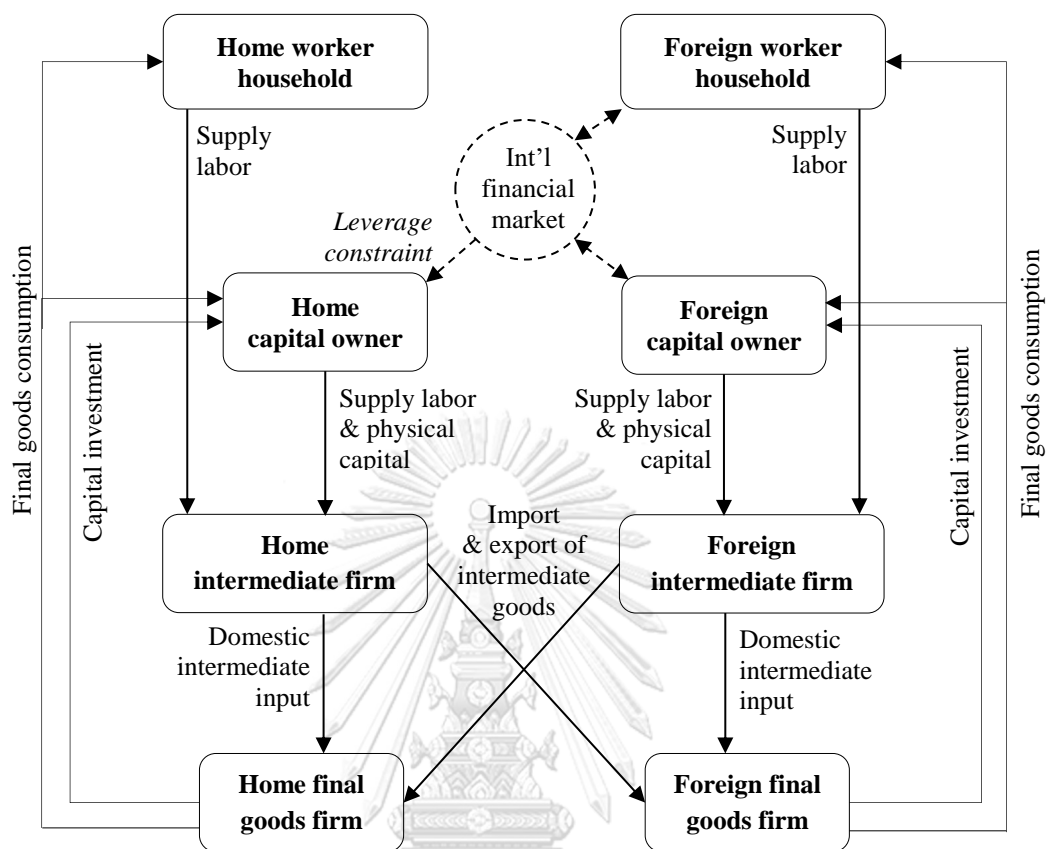 Home worker
household
Foreign worker
household
Supply
labor
Supply
labor
Int'l
financial
market
Leverage
constraint
Home
capital owner
Foreign
capital owner
Final goods consumption
Capital investment
Supply labor
& physical
capital
Supply labor
& physical
capital
Capital investment
Final goods consumption
Home
intermediate firm
Import
& export of
intermediate
goods
Foreign
intermediate firm
Domestic
intermediate
input
Domestic
intermediate
input
Home final
goods firm
Foreign final
goods firm